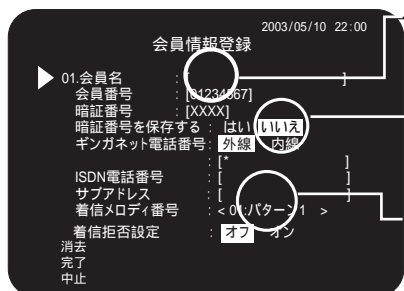 2003/05/10 22:00
会員情報登録
01.会員名 : [ ]
会員番号 : [01234567]
暗証番号 : [XXXX]
暗証番号を保存する : はい いいえ
ギンガネット電話番号 : 外線 内線
: [* ]
ISDN電話番号 : [ ]
サブアドレス : [ ]
着信メロディ番号 : < 01:パターン1 >
着信拒否設定 : オフ オン
消去
完了
中止